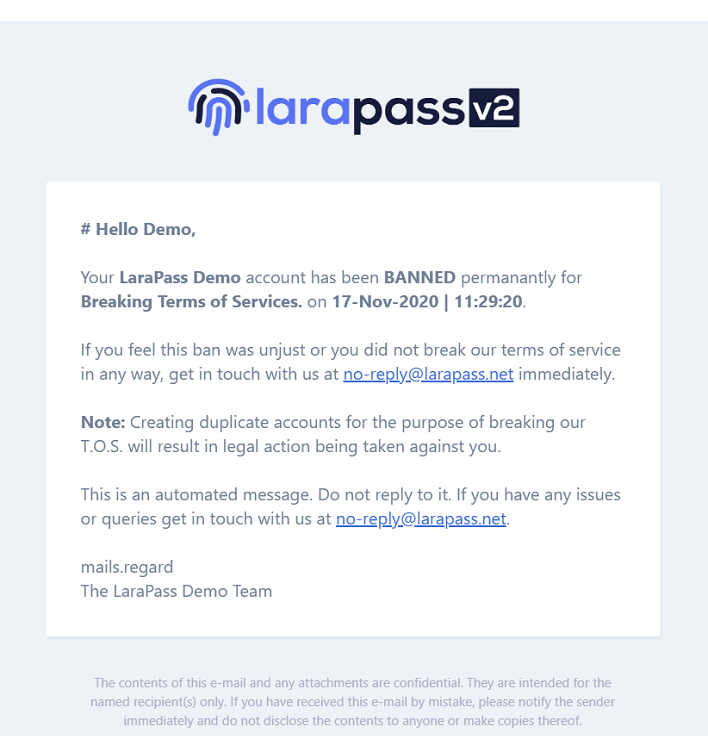 larapass v2
# Hello Demo,
Your LaraPass Demo account has been BANNED permanantly for
Breaking Terms of Services. on 17-Nov-2020 | 11:29:20.
If you feel this ban was unjust or you did not break our terms of service
in any way, get in touch with us at no-reply@larapass.net immediately.
Note: Creating duplicate accounts for the purpose of breaking our
T.O.S. will result in legal action being taken against you.
This is an automated message. Do not reply to it. If you have any issues
or queries get in touch with us at no-reply@larapass.net.
mails.regard
The LaraPass Demo Team
The contents of this e-mail and any attachments are confidential. They are intended for the
named recipient(s) only. If you have received this e-mail by mistake, please notify the sender
immediately and do not disclose the contents to anyone or make copies thereof.